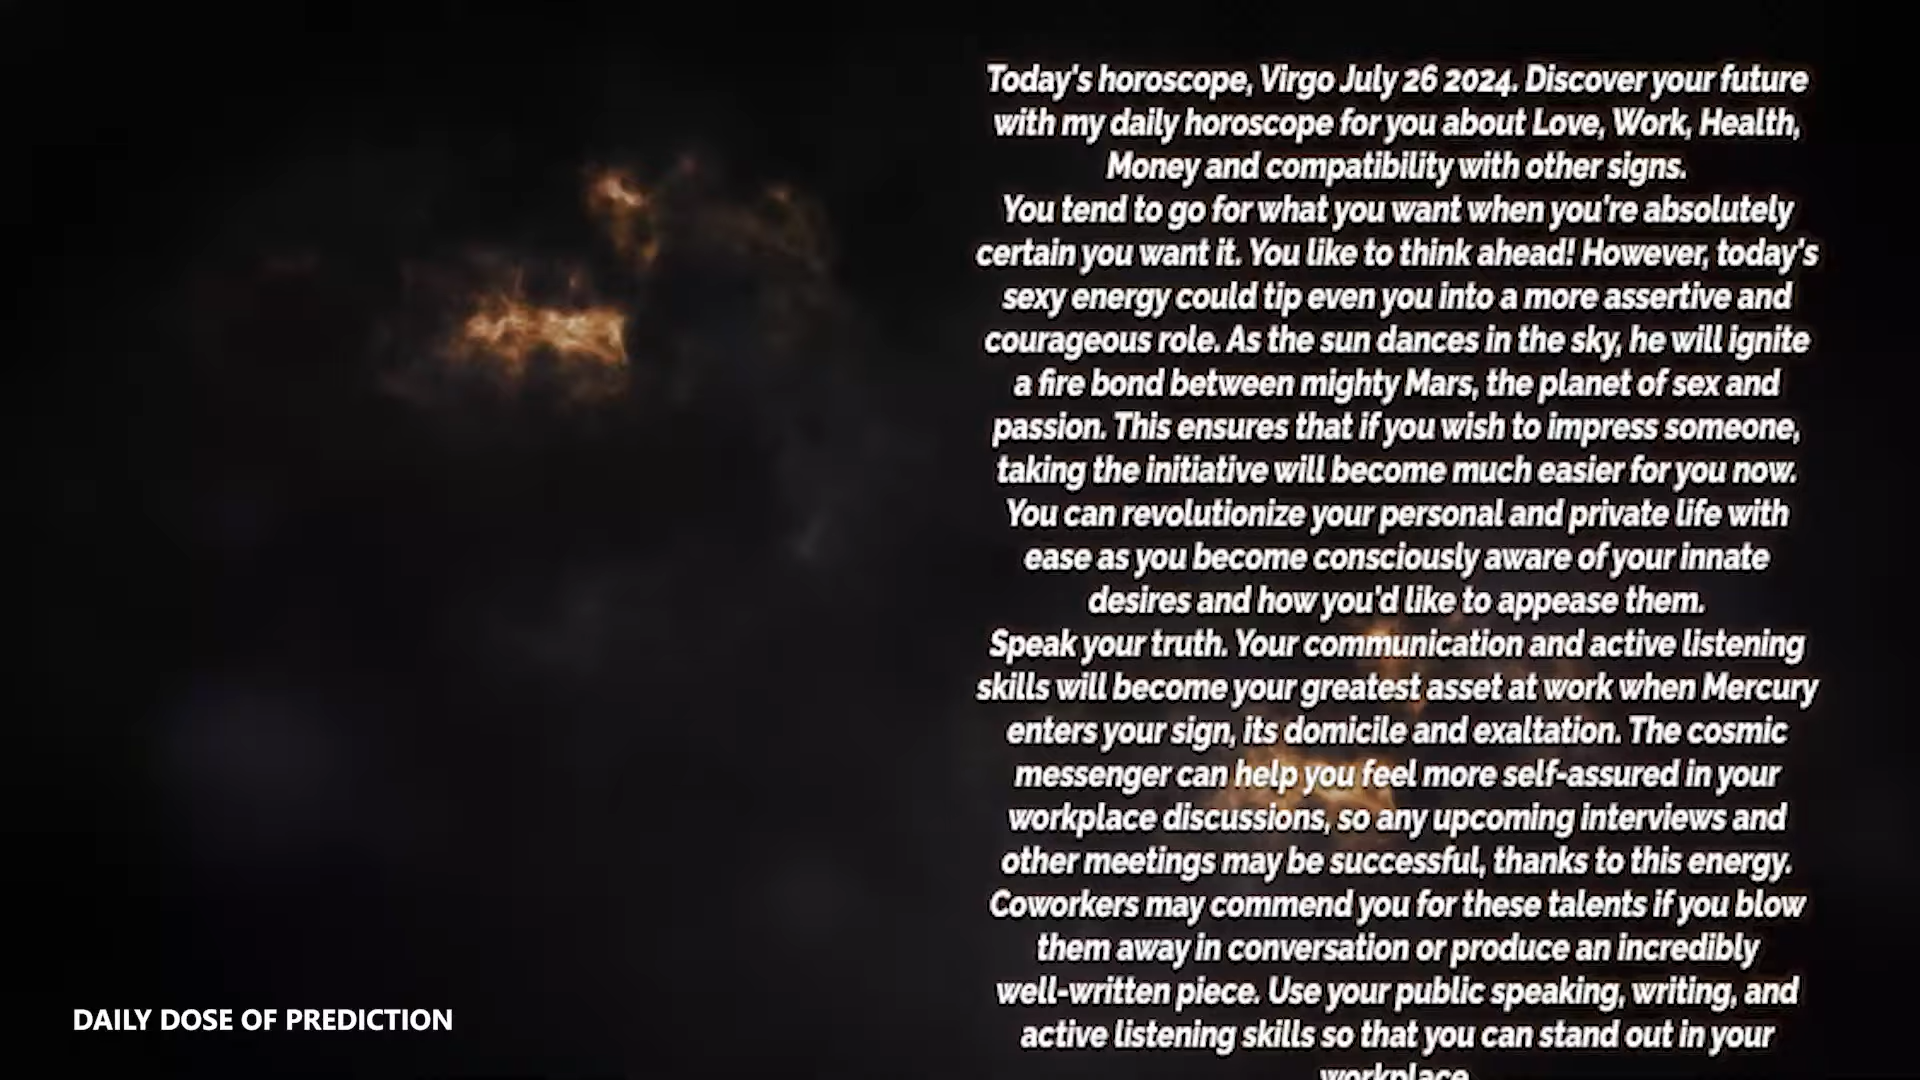 Today's horoscope, Virgo July 26 2024. Discover your future
with my daily horoscope for you about Love, Work, Health,
Money and compatibility with other signs.
You tend to go for what you want when you're absolutely
certain you want it. You like to think ahead! However, today's
sexy energy could tip even you into a more assertive and
courageous role. As the sun dances in the sky, he will ignite
a fire bond between mighty Mars, the planet of sex and
passion. This ensures that if you wish to impress someone,
taking the initiative will become much easier for you now.
You can revolutionize your personal and private life with
ease as you become consciously aware of your innate
desires and how you'd like to appease them.
Speak your truth. Your communication and active listening
skills will become your greatest asset at work when Mercury
enters your sign, its domicile and exaltation. The cosmic
messenger can help you feel more self-assured in your
workplace discussions, so any upcoming interviews and
other meetings may be successful, thanks to this energy.
Coworkers may commend you for these talents if you blow
them away in conversation or produce an incredibly
well-written piece. Use your public speaking, writing, and
active listening skills so that you can stand out in your
workplace.
DAILY DOSE OF PREDICTION